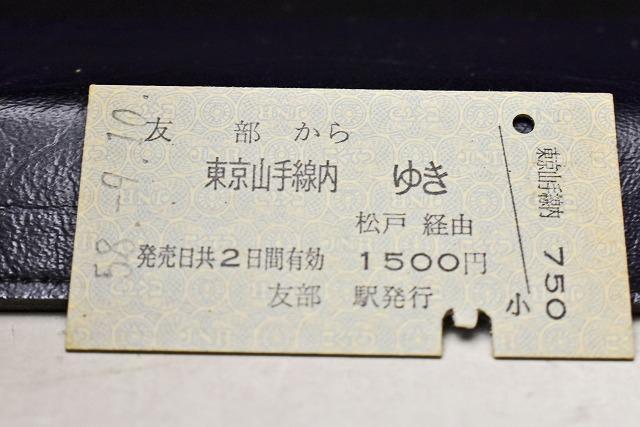 58.-9.10.
友部から
東京山手線内 ゆき
松戸 経由
発売日共2日間有効 1500円
友部 駅発行
東京山手線内 750
小